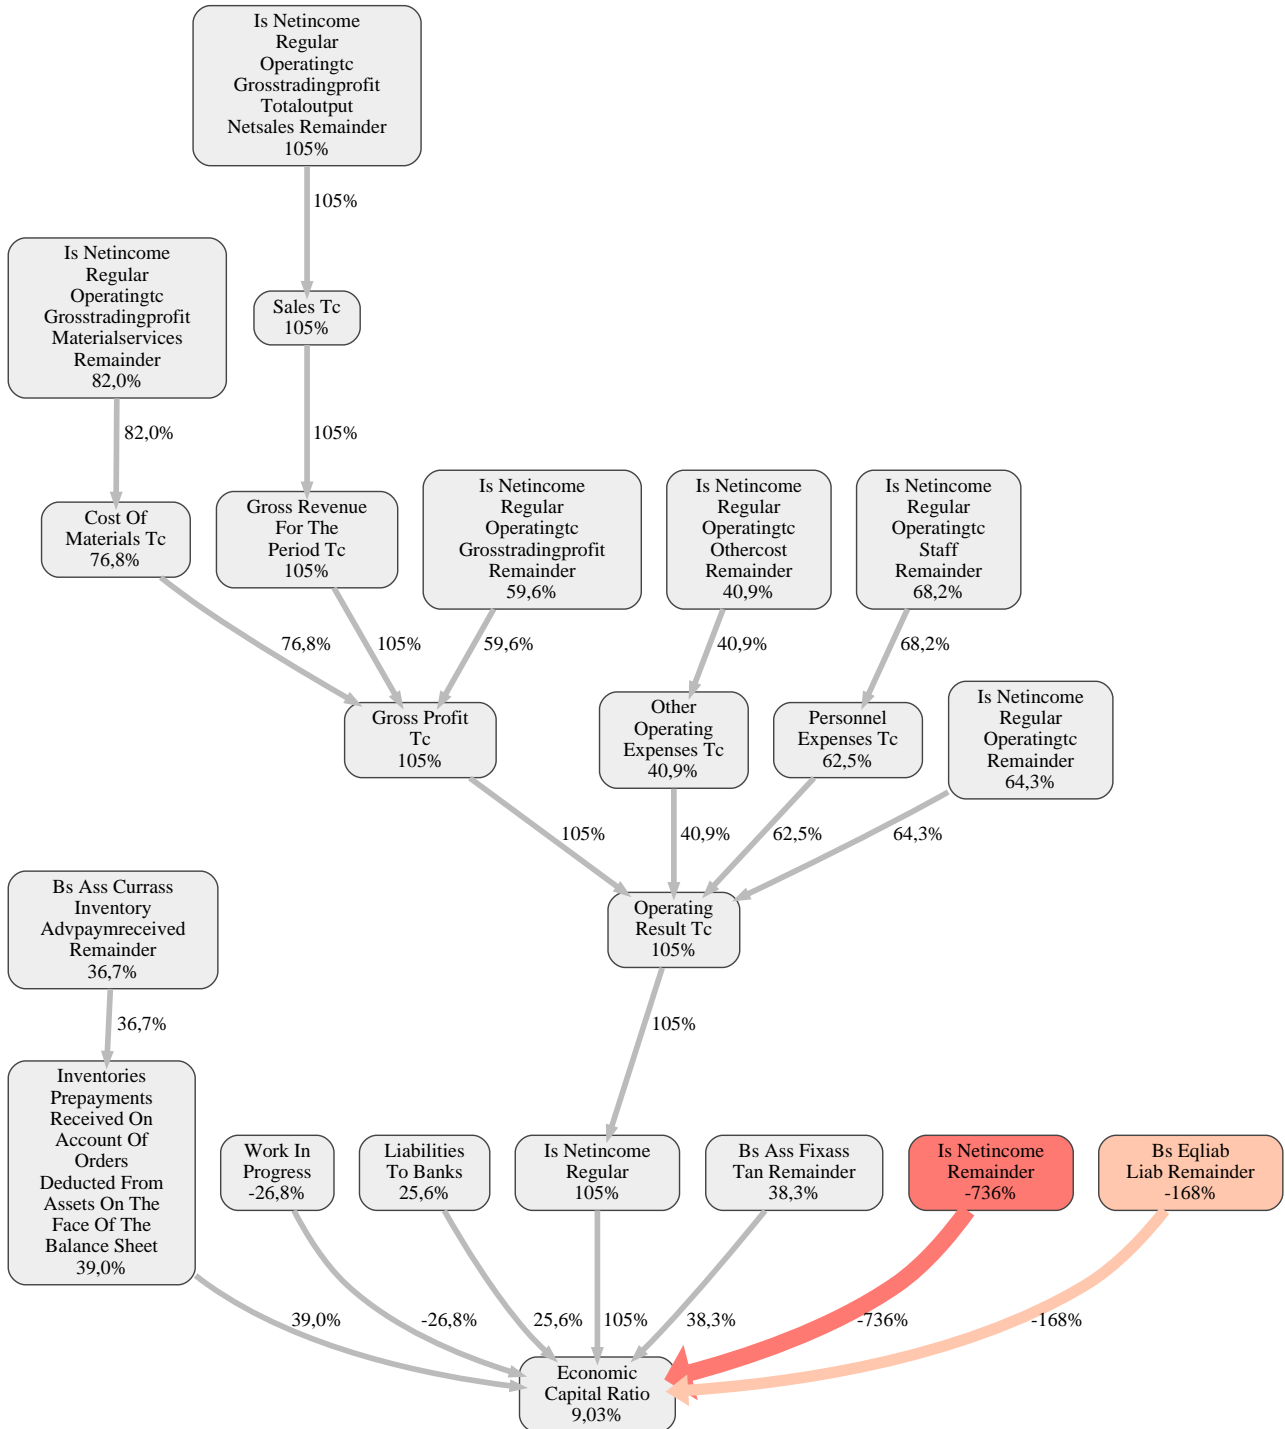 Is Netincome
Regular
Operatingtc
Grosstradingprofit
Totaloutput
Netsales Remainder
105%
105%
Is Netincome
Regular
Operatingtc
Grosstradingprofit
Materialservices
Remainder
82,0%
Sales Tc
105%
82,0%
105%
Cost Of
Materials Tc
76,8%
Gross Revenue
For The
Period Tc
105%
Is Netincome
Regular
Operatingtc
Grosstradingprofit
Remainder
59,6%
Is Netincome
Regular
Operatingtc
Othercost
Remainder
40,9%
Is Netincome
Regular
Operatingtc
Staff
Remainder
68,2%
76,8%
105%
59,6%
40,9%
68,2%
Gross Profit
Tc
105%
Other
Operating
Expenses Tc
40,9%
Personnel
Expenses Tc
62,5%
Is Netincome
Regular
Operatingtc
Remainder
64,3%
105%
40,9%
62,5%
64,3%
Bs Ass Currass
Inventory
Advpaymreceived
Remainder
36,7%
Operating
Result Tc
105%
36,7%
105%
Inventories
Prepayments
Received On
Account Of
Orders
Deducted From
Assets On The
Face Of The
Balance Sheet
39,0%
Work In
Progress
-26,8%
Liabilities
To Banks
25,6%
Is Netincome
Regular
105%
Bs Ass Fixass
Tan Remainder
38,3%
Is Netincome
Remainder
-736%
Bs Eqliab
Liab Remainder
-168%
39,0%
-26,8%
25,6%
105%
38,3%
-736%
-168%
Economic
Capital Ratio
9,03%